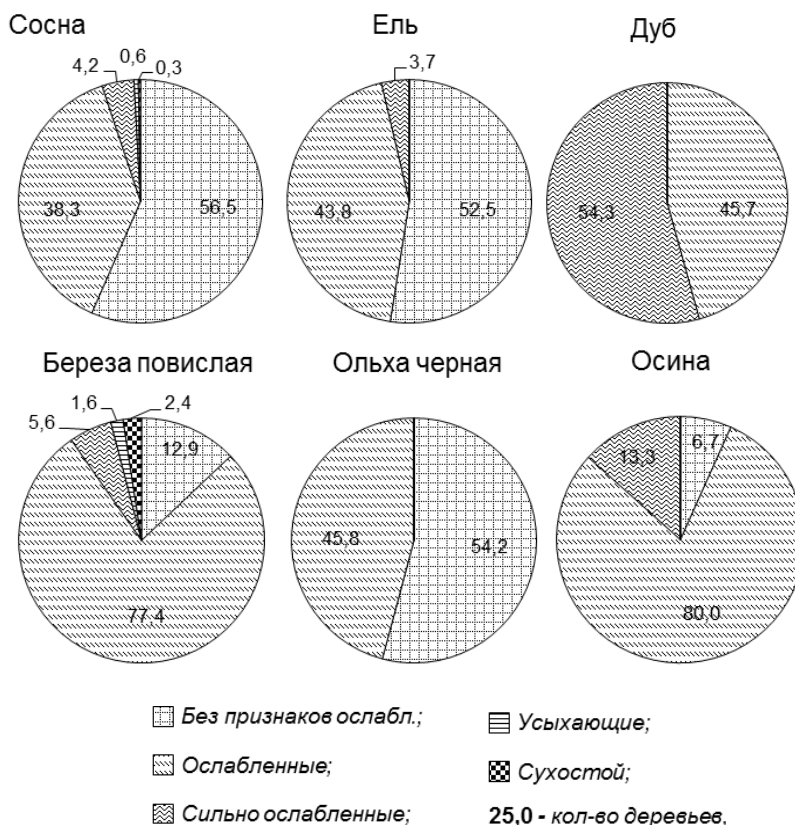 Сосна
Ель
Дуб
0,6
4,2
0,3
3,7
38,3
56,5
43,8
52,5
54,3
45,7
Береза повислая
Ольха черная
Осина
1,6
2,4
5,6
12,9
6,7
13,3
45,8
54,2
77,4
80,0
Без признаков ослабл.;
Усыхающие;
Ослабленные;
Сухостой;
Сильно ослабленные;
25,0 - кол-во деревьев,